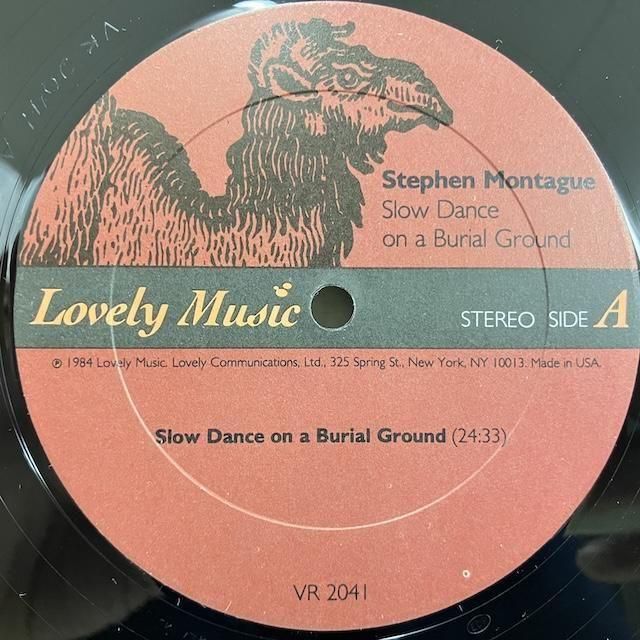 Stephen Montague
Slow Dance
on a Burial Ground
Lovely Music
STEREO SIDE A
℗ 1984 Lovely Music. Lovely Communications, Ltd., 325 Spring St., New York, NY 10013. Made in USA.
Slow Dance on a Burial Ground (24:33)
VR 2041